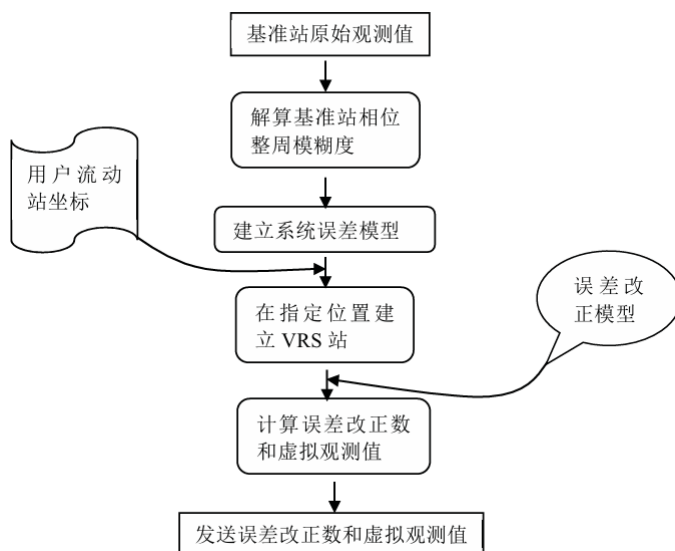 基准站原始观测值
解算基准站相位
整周模糊度
用户流动
站坐标
建立系统误差模型
在指定位置建
立 VRS 站
误差改
正模型
计算误差改正数
和虚拟观测值
发送误差改正数和虚拟观测值